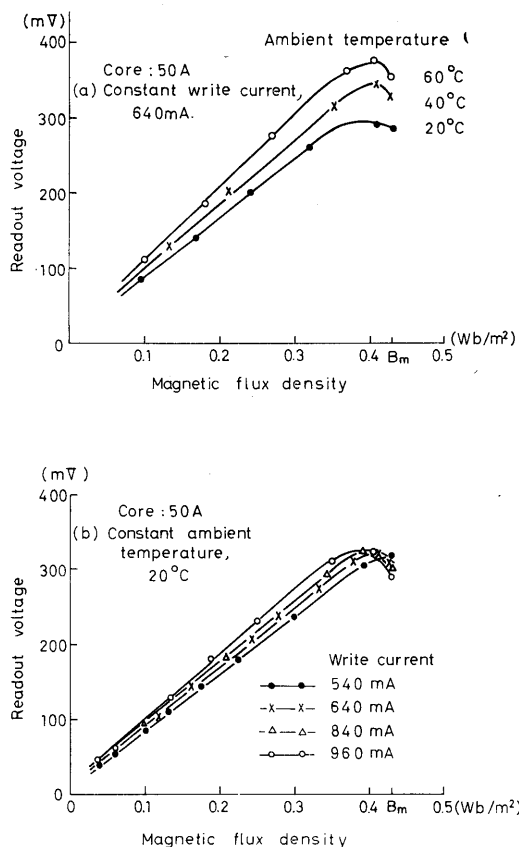 (mV)
400
300
200
100
0
Readout voltage
Core : 50A
(a) Constant write current,
640mA.
Ambient temperature (
60°C
40°C
20°C
0.1
0.2
0.3
0.4
Bm
0.5
(Wb/m²)
Magnetic flux density
(mV)
400
300
200
100
0
Readout voltage
Core : 50A
(b) Constant ambient
temperature,
20°C
Write current
540 mA
640 mA
840 mA
960 mA
0
0.1
0.2
0.3
0.4
Bm
0.5
(Wb/m²)
Magnetic flux density